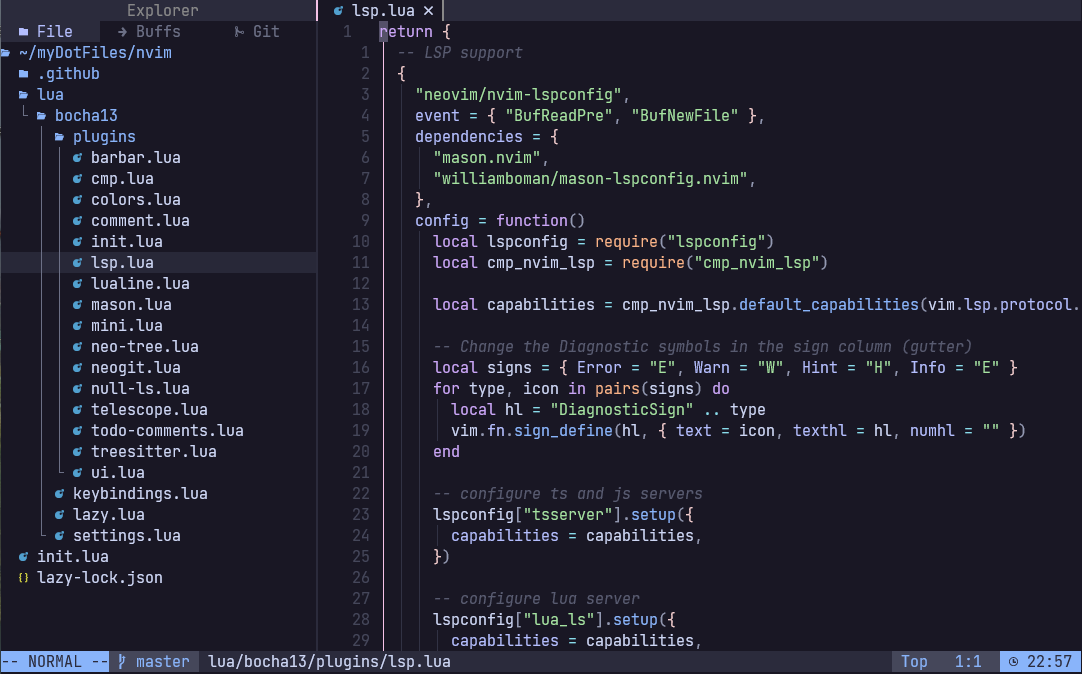 Explorer
File Buffs Git
~/myDotFiles/nvim
.github
lua
bocha13
plugins
barbar.lua
cmp.lua
colors.lua
comment.lua
init.lua
lsp.lua
lualine.lua
mason.lua
mini.lua
neo-tree.lua
neogit.lua
null-ls.lua
telescope.lua
todo-comments.lua
treesitter.lua
ui.lua
keybindings.lua
lazy.lua
settings.lua
init.lua
{} lazy-lock.json
lsp.lua ×
1 return {
1 -- LSP support
2 {
3 "neovim/nvim-lspconfig",
4 event = { "BufReadPre", "BufNewFile" },
5 dependencies = {
6 "mason.nvim",
7 "williamboman/mason-lspconfig.nvim",
8 },
9 config = function()
10 local lspconfig = require("lspconfig")
11 local cmp_nvim_lsp = require("cmp_nvim_lsp")
12
13 local capabilities = cmp_nvim_lsp.default_capabilities(vim.lsp.protocol.
14
15 -- Change the Diagnostic symbols in the sign column (gutter)
16 local signs = { Error = "E", Warn = "W", Hint = "H", Info = "E" }
17 for type, icon in pairs(signs) do
18 local hl = "DiagnosticSign" .. type
19 vim.fn.sign_define(hl, { text = icon, texthl = hl, numhl = "" })
20 end
21
22 -- configure ts and js servers
23 lspconfig["tsserver"].setup({
24 capabilities = capabilities,
25 })
26
27 -- configure lua server
28 lspconfig["lua_ls"].setup({
29 capabilities = capabilities,
-- NORMAL -- master lua/bocha13/plugins/lsp.lua Top 1:1 22:57